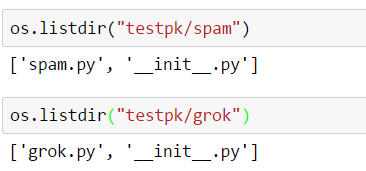 os.listdir("testpk/spam")
['spam.py', '__init__.py']
os.listdir("testpk/grok")
['grok.py', '__init__.py']